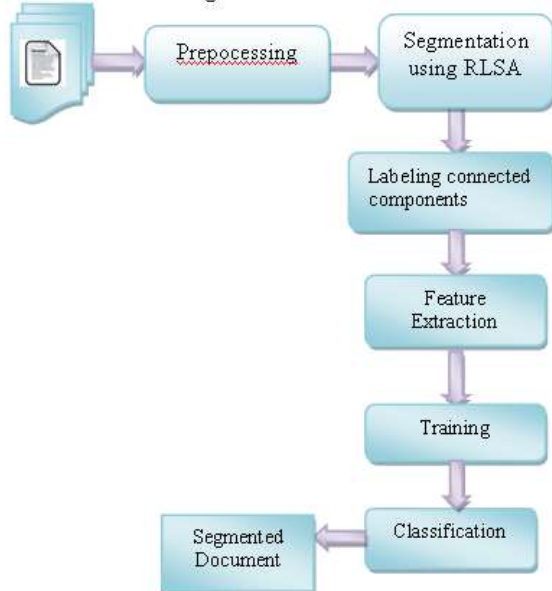 Prepocessing
Segmentation
using RLSA
Labeling connected
components
Feature
Extraction
Training
Classification
Segmented
Document